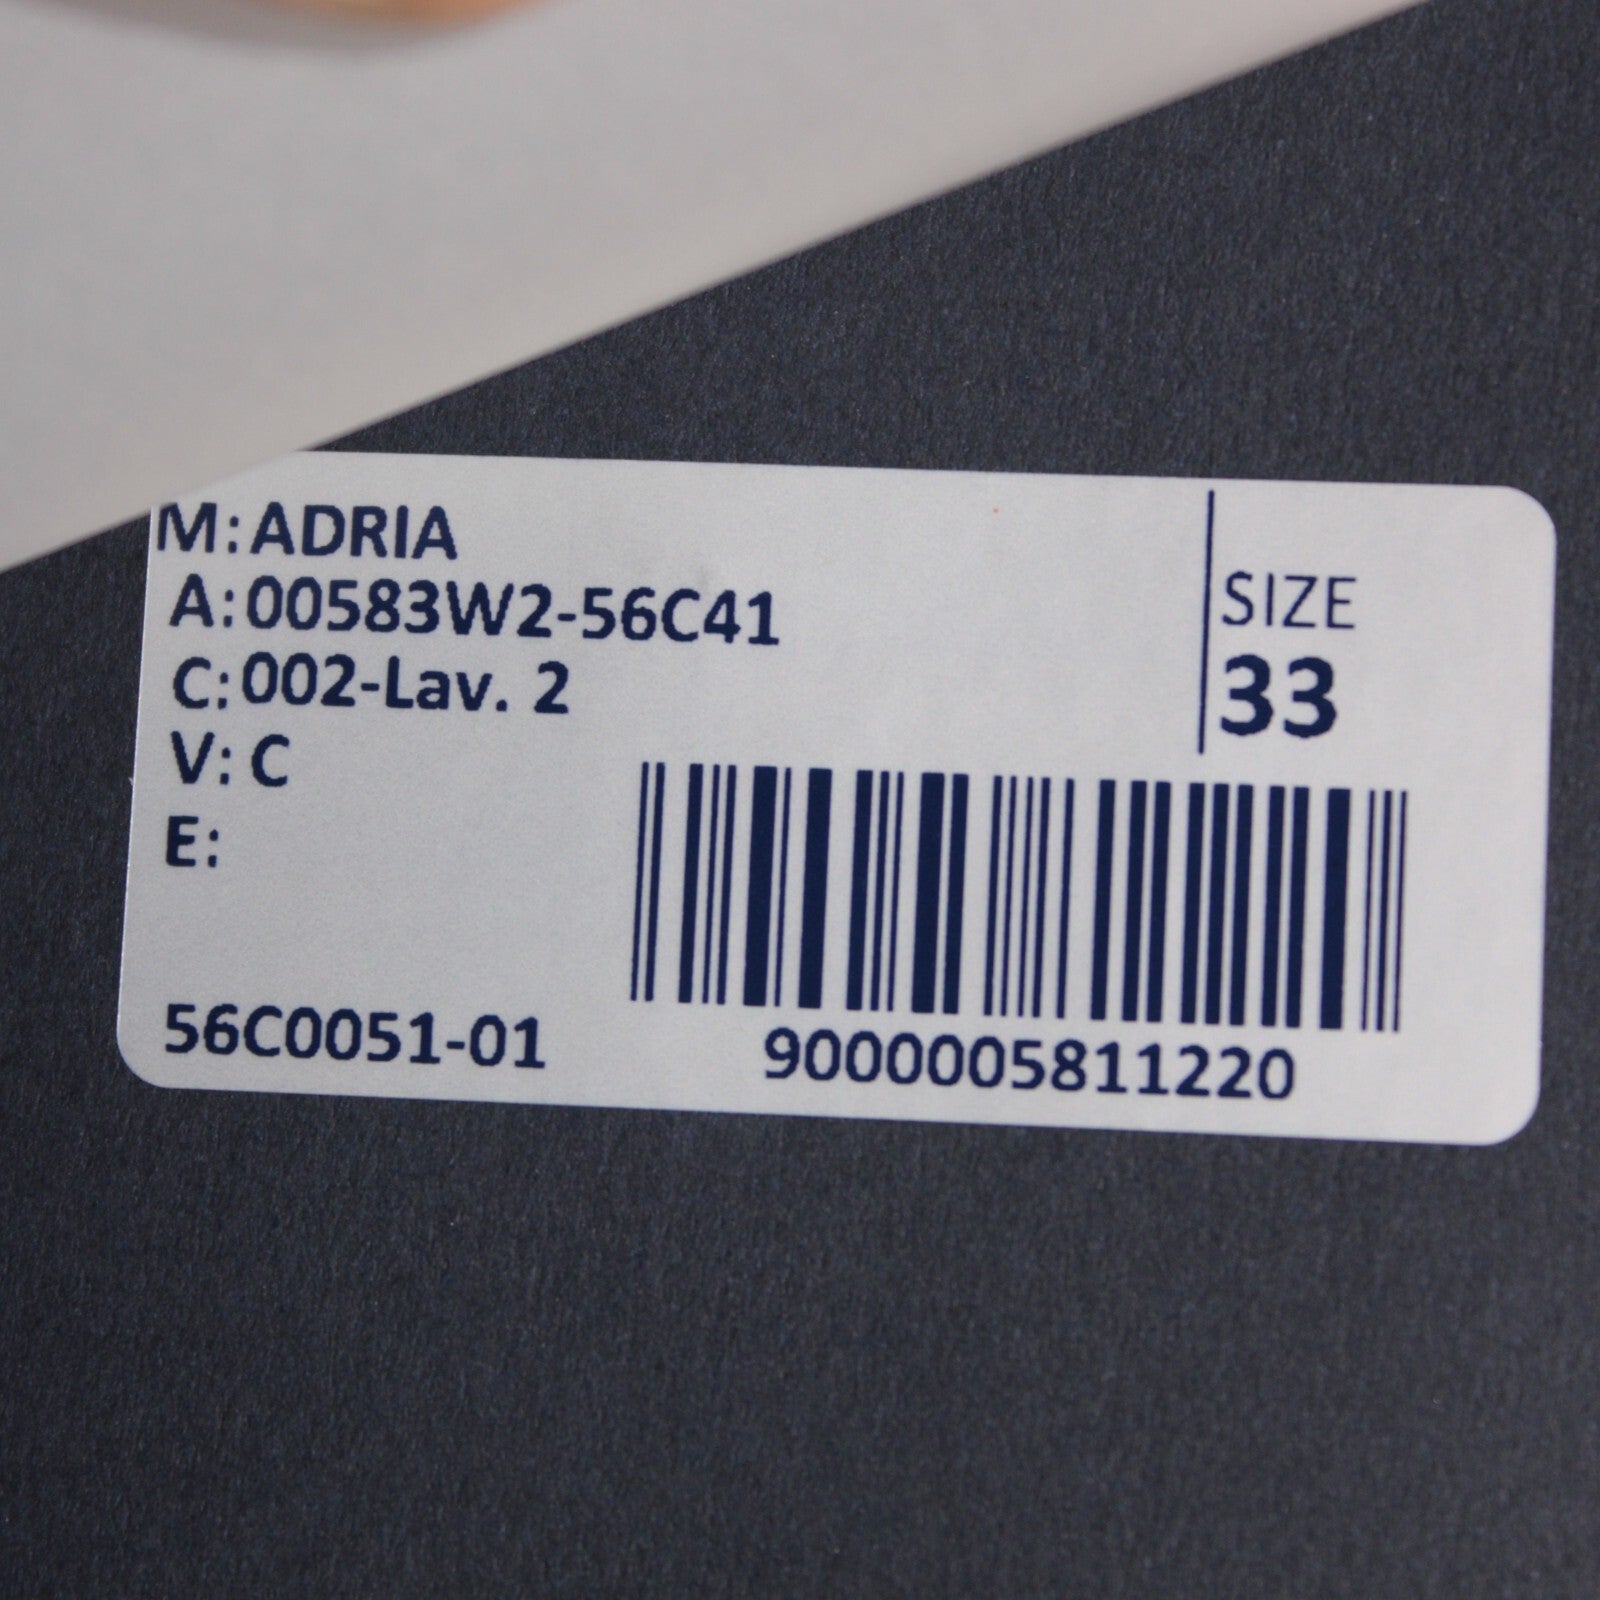 M: ADRIA
A: 00583W2-56C41
C: 002-Lav. 2
V: C
E:
SIZE
33
56C0051-01
9000005811220